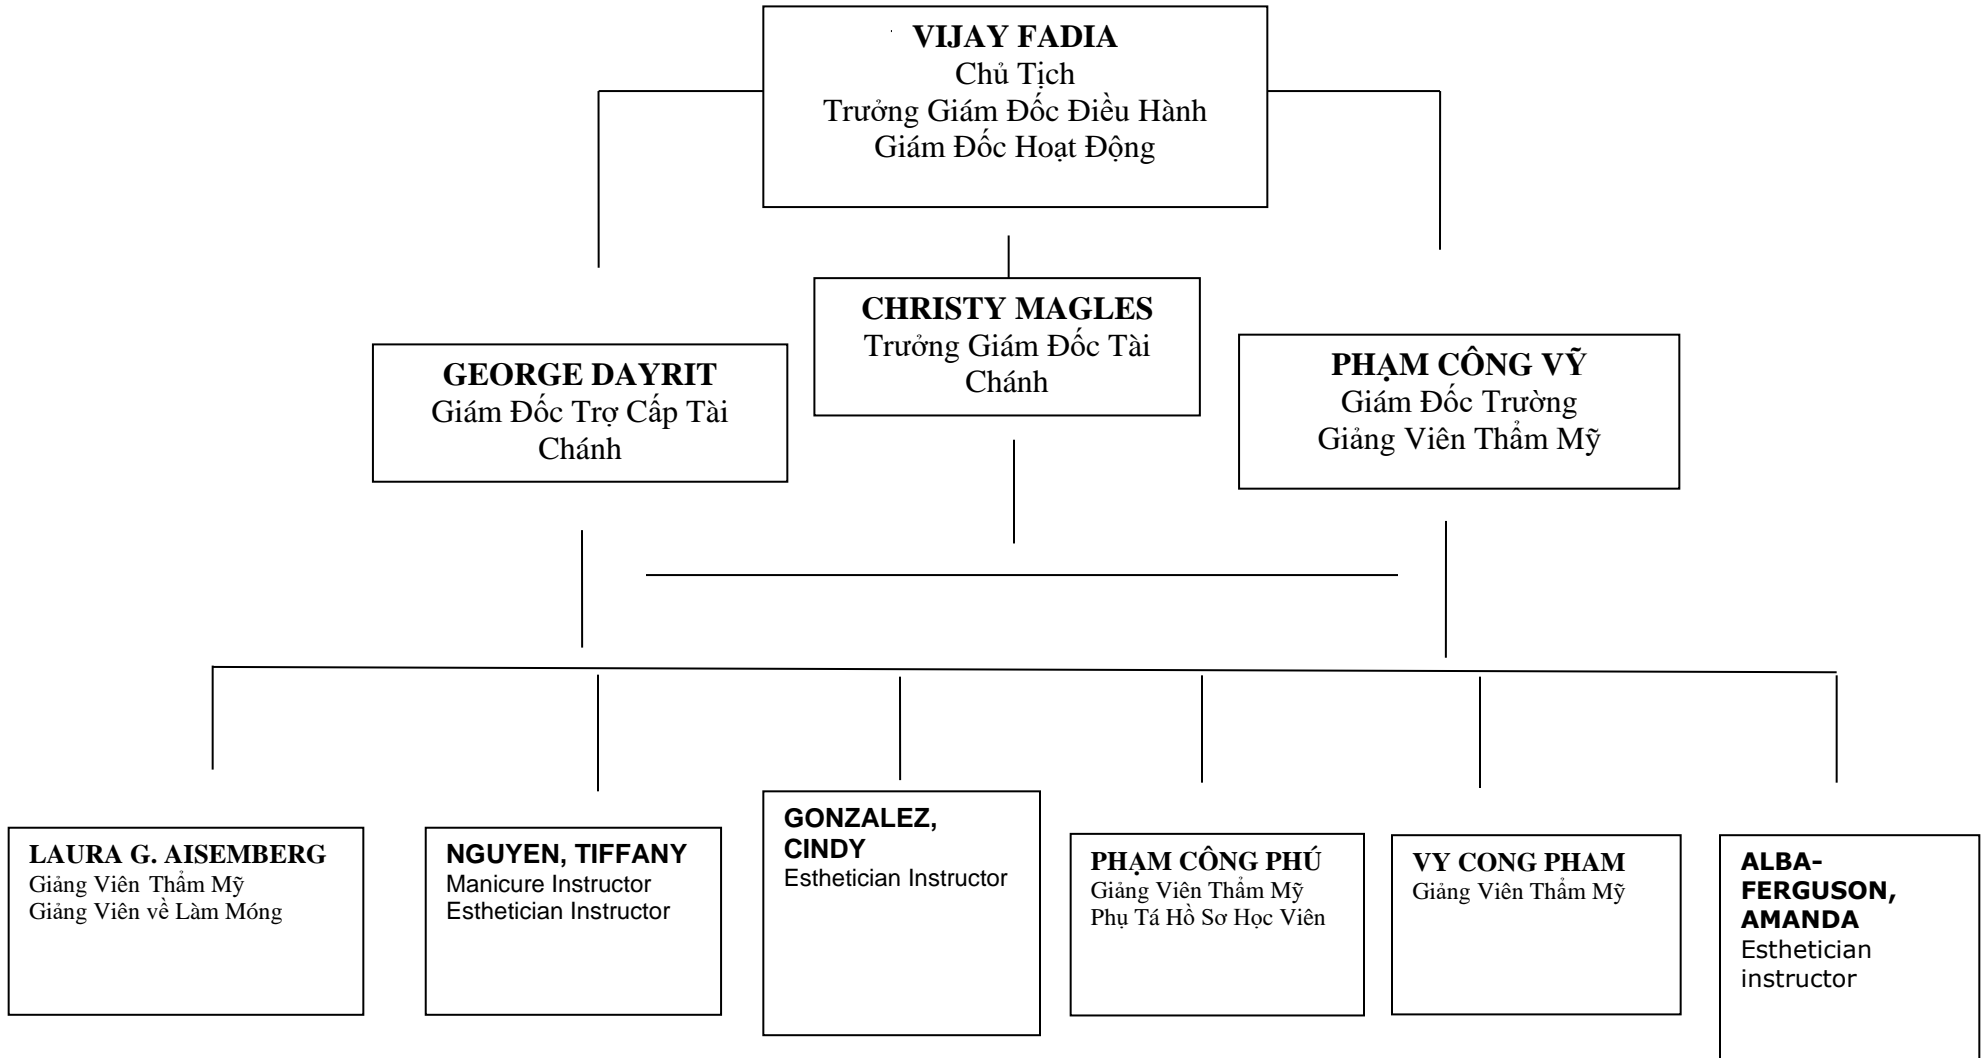 VIJAY FADIA
Chủ Tịch
Trưởng Giám Đốc Điều Hành
Giám Đốc Hoạt Động
CHRISTY MAGLES
Trưởng Giám Đốc Tài
Chánh
GEORGE DAYRIT
Giám Đốc Trợ Cấp Tài
Chánh
PHẠM CÔNG VỸ
Giám Đốc Trường
Giảng Viên Thẩm Mỹ
LAURA G. AISEMBERG
Giảng Viên Thẩm Mỹ
Giảng Viên về Làm Móng
NGUYEN, TIFFANY
Manicure Instructor
Esthetician Instructor
GONZALEZ,
CINDY
Esthetician Instructor
PHẠM CÔNG PHÚ
Giảng Viên Thẩm Mỹ
Phụ Tá Hồ Sơ Học Viên
VY CONG PHAM
Giảng Viên Thẩm Mỹ
ALBA-
FERGUSON,
AMANDA
Esthetician
instructor